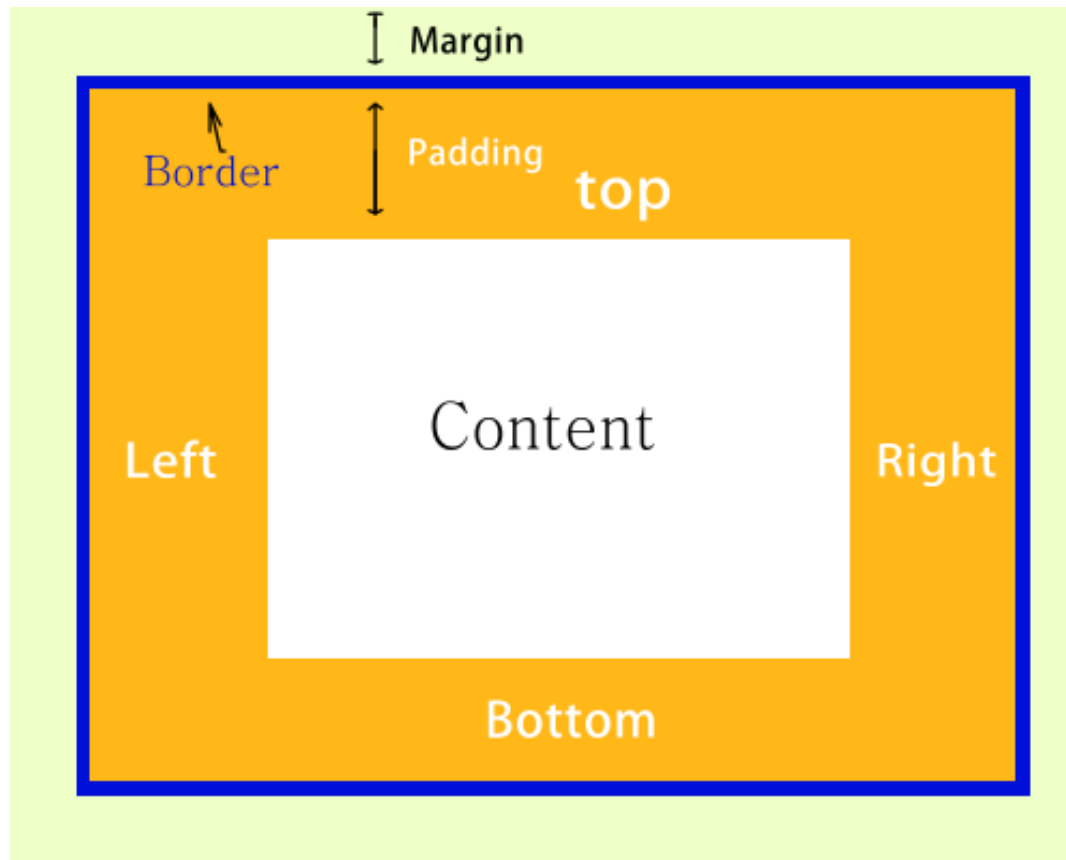 Margin
Padding
Border
top
Content
Left
Right
Bottom